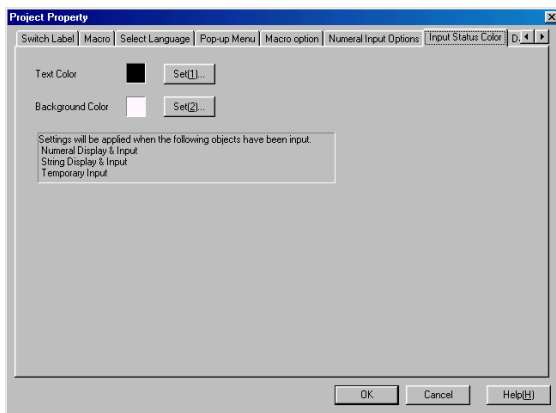 Project Property
Switch Label Macro Select Language Pop-up Menu Macro option Numeral Input Options Input Status Color D.
Text Color Set(1)...
Background Color Set(2)...
Settings will be applied when the following objects have been input.
Numeral Display & Input
String Display & Input
Temporary Input
OK Cancel Help(H)